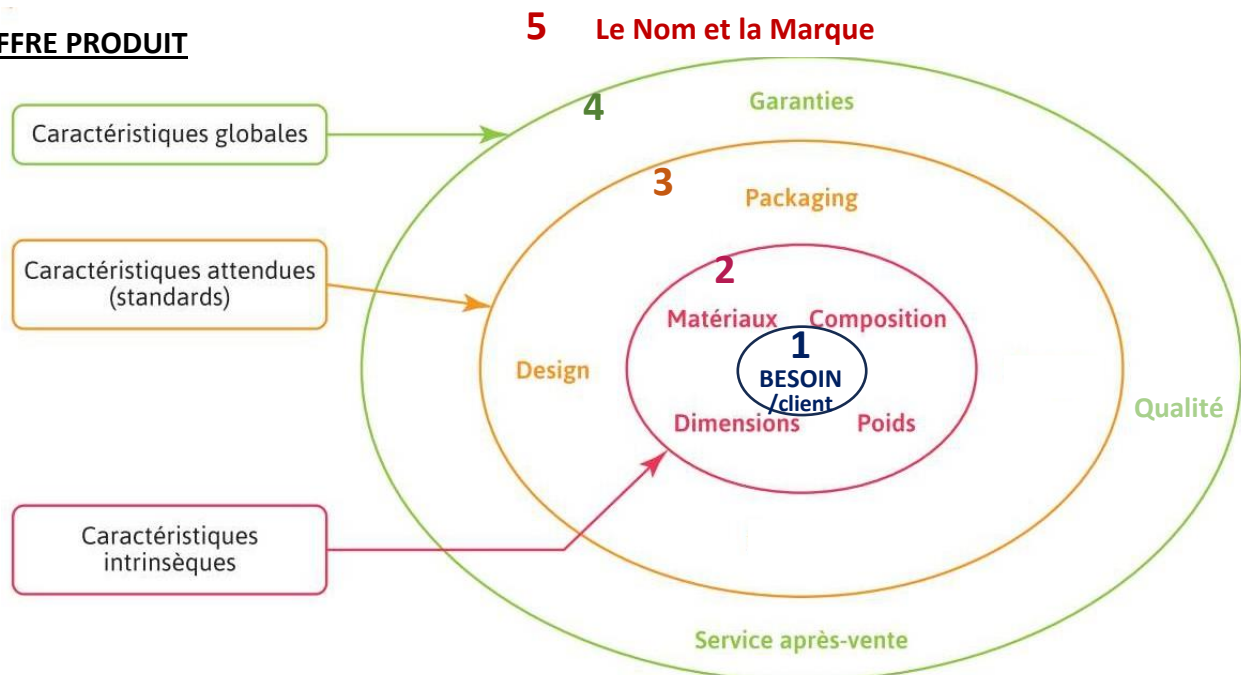 5 Le Nom et la Marque
FFRE PRODUIT
4
Garanties
Caractéristiques globales
3
Packaging
Caractéristiques attendues
(standards)
2
Matériaux Composition
1
BESOIN
/client
Design
Qualité
Dimensions Poids
Caractéristiques
intrinsèques
Service après-vente